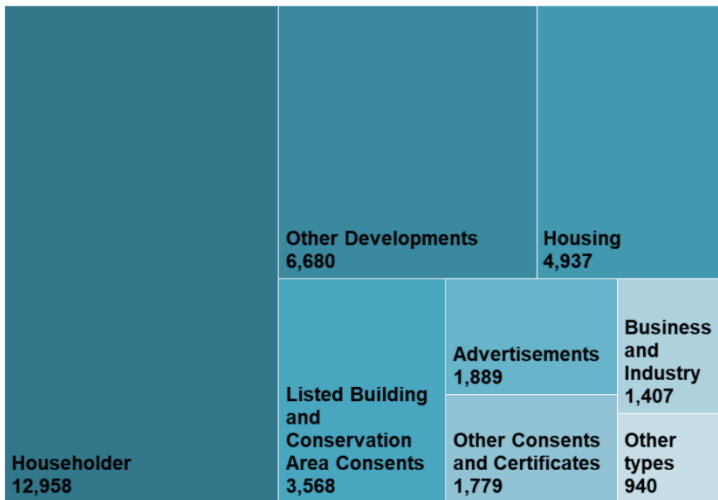 Householder
12,958
Other Developments
6,680
Housing
4,937
Listed Building
and
Conservation
Area Consents
3,568
Advertisements
1,889
Other Consents
and Certificates
1,779
Business
and
Industry
1,407
Other
types
940